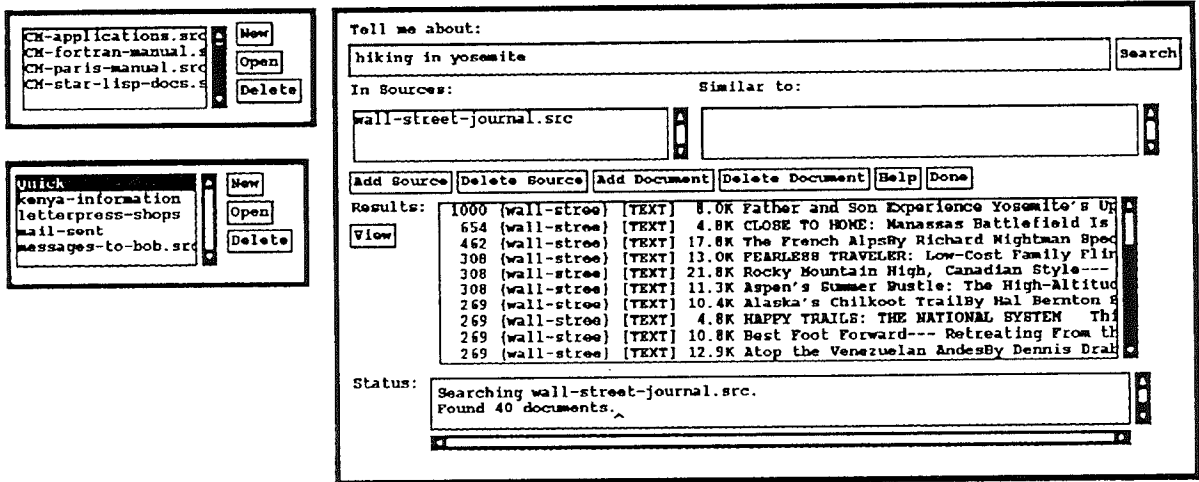 CM-applications.src
CM-fortran-manual.s
CM-paris-manual.src
CM-star-lisp-docs.s
New
Open
Delete
Quick
kenya-information
letterpress-shops
mail-sent
messages-to-bob.src
New
Open
Delete
Tell me about:
hiking in yosemite
Search
In Sources:
Similar to:
wall-street-journal.src
Add Source Delete Source Add Document Delete Document Help Done
Results:
View
1000 {wall-stree} [TEXT] 8.0K Father and Son Experience Yosemite's Up
654 {wall-stree} [TEXT] 4.8K CLOSE TO HOME: Manassas Battlefield Is
462 {wall-stree} [TEXT] 17.8K The French AlpsBy Richard Nightman Spec
308 {wall-stree} [TEXT] 13.0K FEARLESS TRAVELER: Low-Cost Family Flin
308 {wall-stree} [TEXT] 21.8K Rocky Mountain High, Canadian Style---
308 {wall-stree} [TEXT] 11.3K Aspen's Summer Bustle: The High-Altitud
269 {wall-stree} [TEXT] 10.4K Alaska's Chilkoot TrailBy Hal Bernton
269 {wall-stree} [TEXT] 4.8K HAPPY TRAILS: THE NATIONAL SYSTEM Thi
269 {wall-stree} [TEXT] 10.8K Best Foot Forward--- Retreating From th
269 {wall-stree} [TEXT] 12.9K Atop the Venezuelan AndesBy Dennis Drab
Status:
Searching wall-street-journal.src.
Found 40 documents.